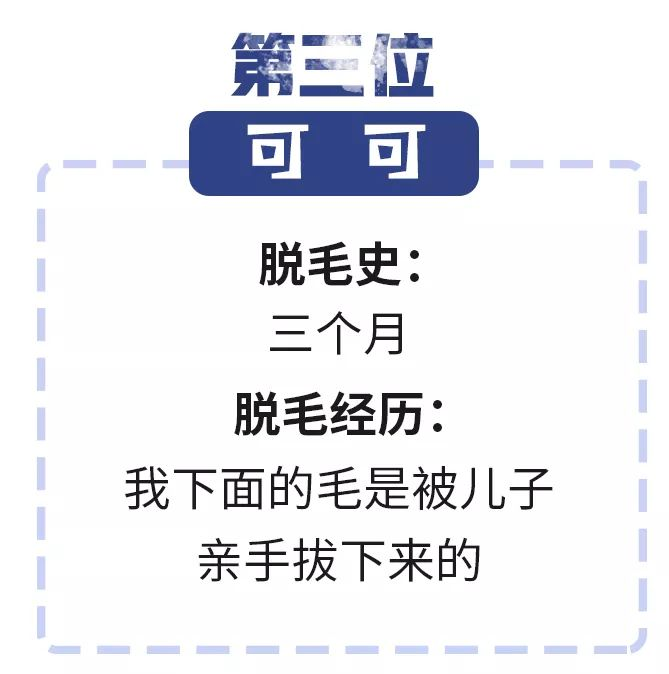 第三位
可可
脱毛史：
三个月
脱毛经历：
我下面的毛是被儿子
亲手拔下来的